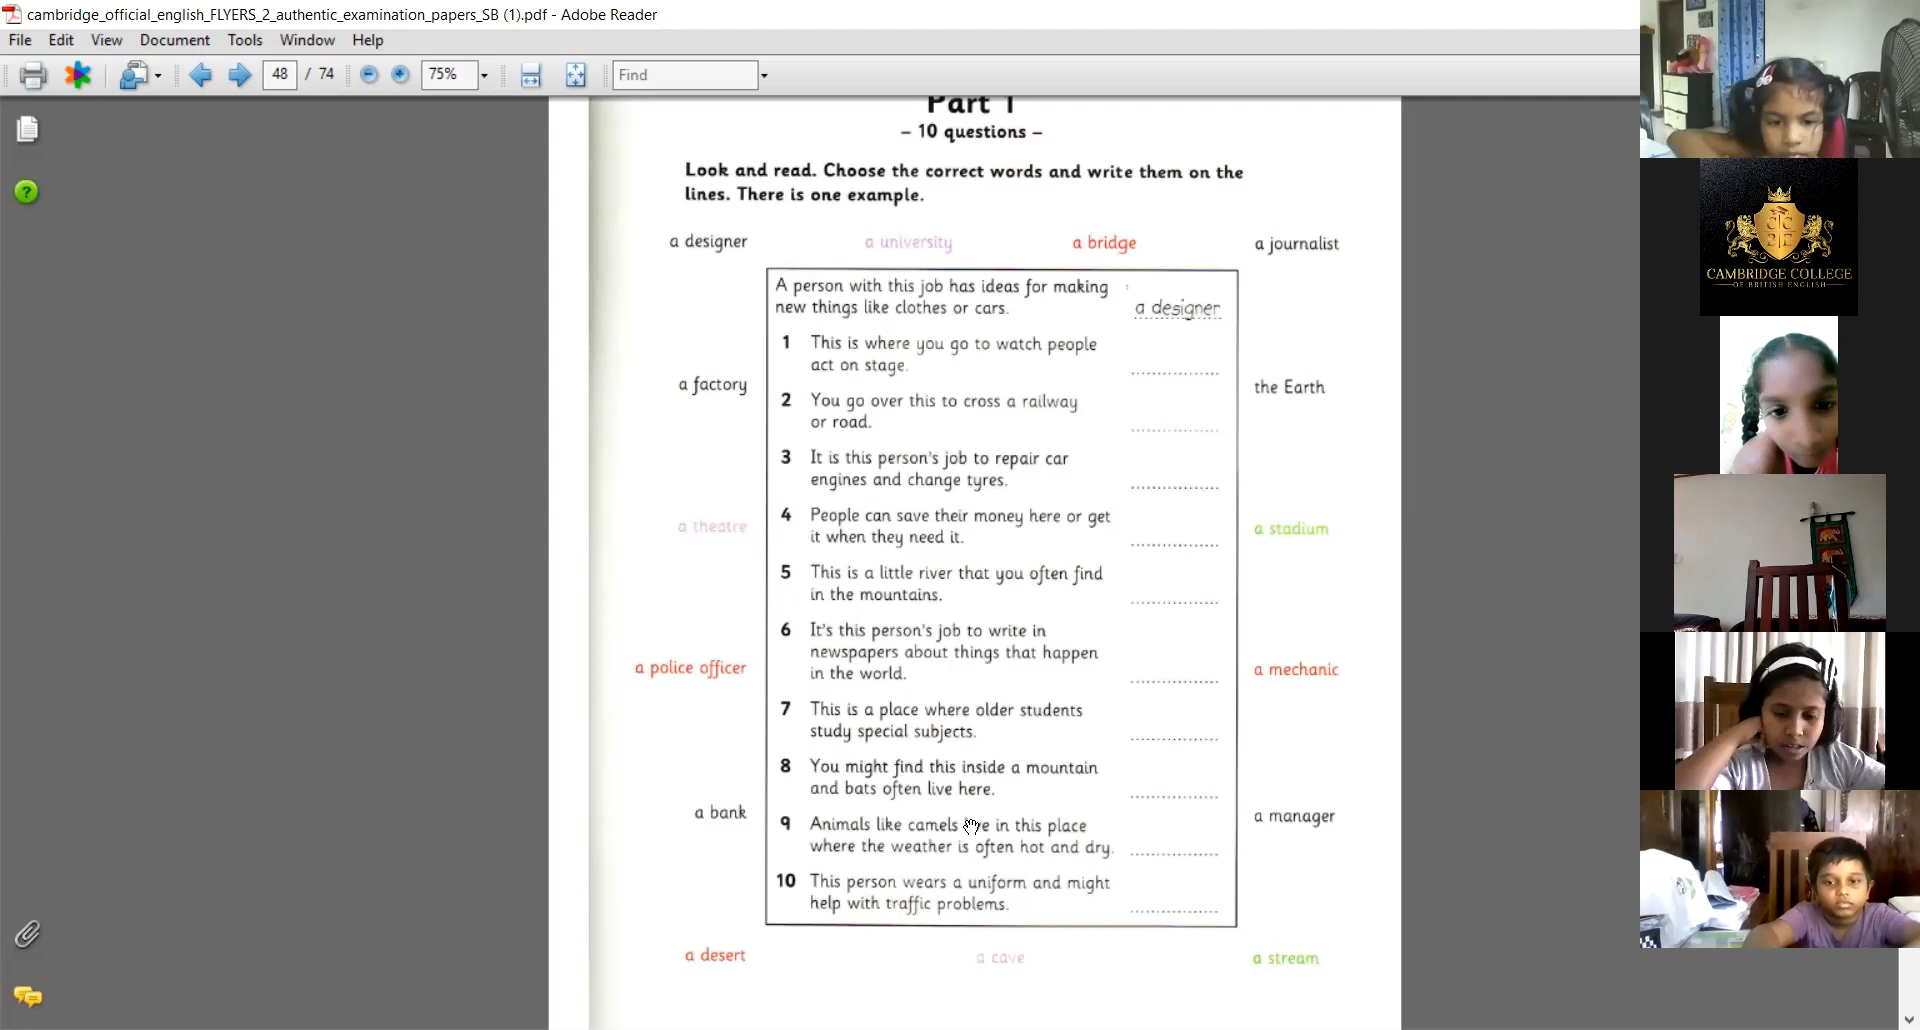 cambridge_official_english_FLYERS_2_authentic_examination_papers_SB (1).pdf - Adobe Reader
File Edit View Document Tools Window Help
48 / 74 75% Find
Part 1
– 10 questions –
Look and read. Choose the correct words and write them on the
lines. There is one example.
a designer a university a bridge a journalist
A person with this job has ideas for making
new things like clothes or cars. a designer
1 This is where you go to watch people
act on stage.
a factory the Earth
2 You go over this to cross a railway
or road.
3 It is this person's job to repair car
engines and change tyres.
a theatre a stadium
4 People can save their money here or get
it when they need it.
5 This is a little river that you often find
in the mountains.
6 It's this person's job to write in
newspapers about things that happen
in the world.
a police officer a mechanic
7 This is a place where older students
study special subjects.
8 You might find this inside a mountain
and bats often live here.
a bank a manager
9 Animals like camels live in this place
where the weather is often hot and dry.
10 This person wears a uniform and might
help with traffic problems.
a desert a cave a stream
CAMBRIDGE COLLEGE
OF BRITISH ENGLISH